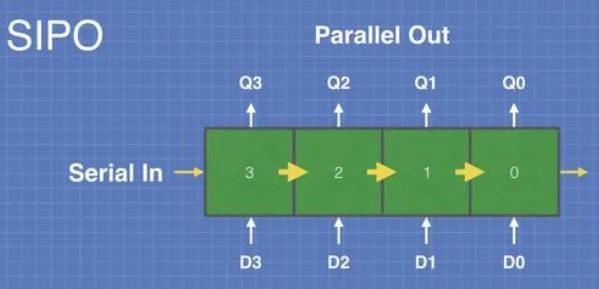 SIPO
Parallel Out
Q3 Q2 Q1 Q0
Serial In 3 2 1 0
D3 D2 D1 D0